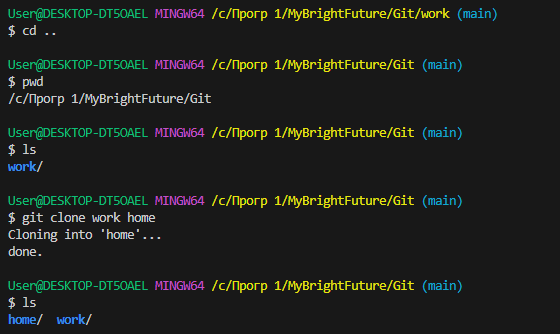 User@DESKTOP-DT5OAEL MINGW64 /c/Прогр 1/MyBrightFuture/Git/work (main)
$ cd ..
User@DESKTOP-DT5OAEL MINGW64 /c/Прогр 1/MyBrightFuture/Git (main)
$ pwd
/c/Прогр 1/MyBrightFuture/Git
User@DESKTOP-DT5OAEL MINGW64 /c/Прогр 1/MyBrightFuture/Git (main)
$ ls
work/
User@DESKTOP-DT5OAEL MINGW64 /c/Прогр 1/MyBrightFuture/Git (main)
$ git clone work home
Cloning into 'home'...
done.
User@DESKTOP-DT5OAEL MINGW64 /c/Прогр 1/MyBrightFuture/Git (main)
$ ls
home/  work/